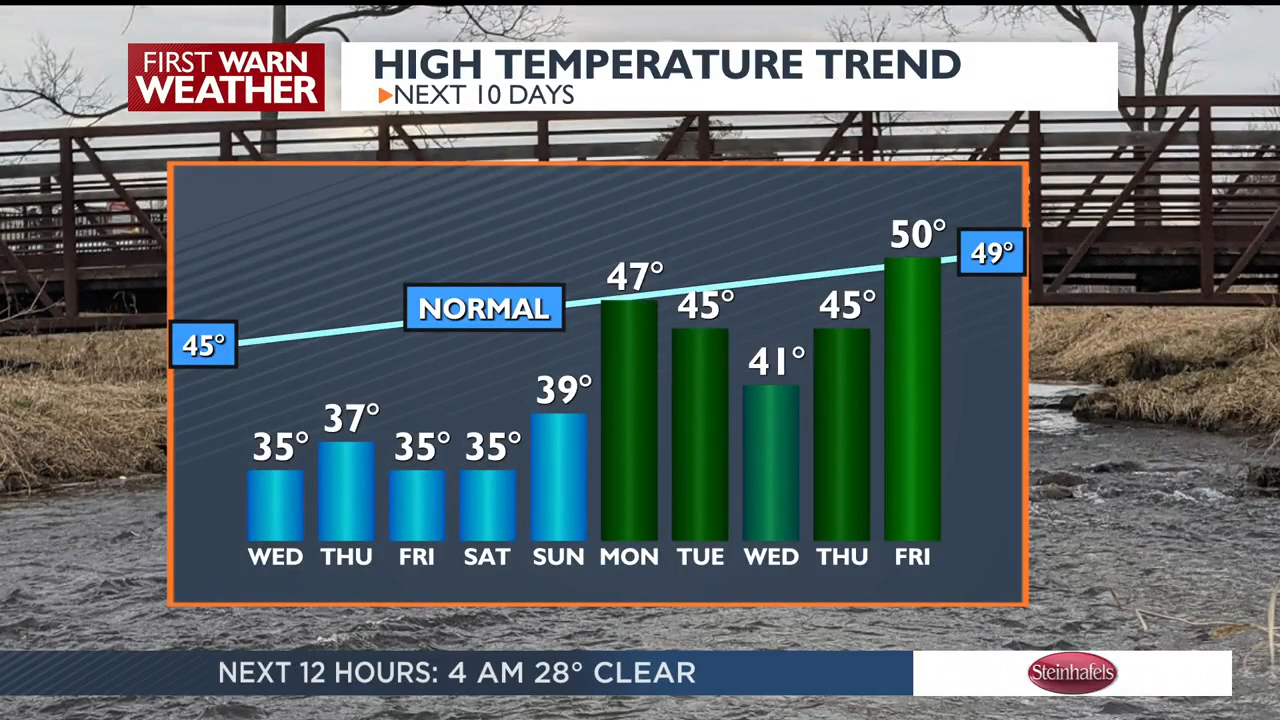 FIRST WARN
WEATHER
HIGH TEMPERATURE TREND
NEXT 10 DAYS
50°
49°
47°
NORMAL
45°
45°
45°
41°
39°
37°
35°
35°
35°
WED THU FRI SAT SUN MON TUE WED THU FRI
NEXT 12 HOURS: 4 AM 28° CLEAR
Steinhafels